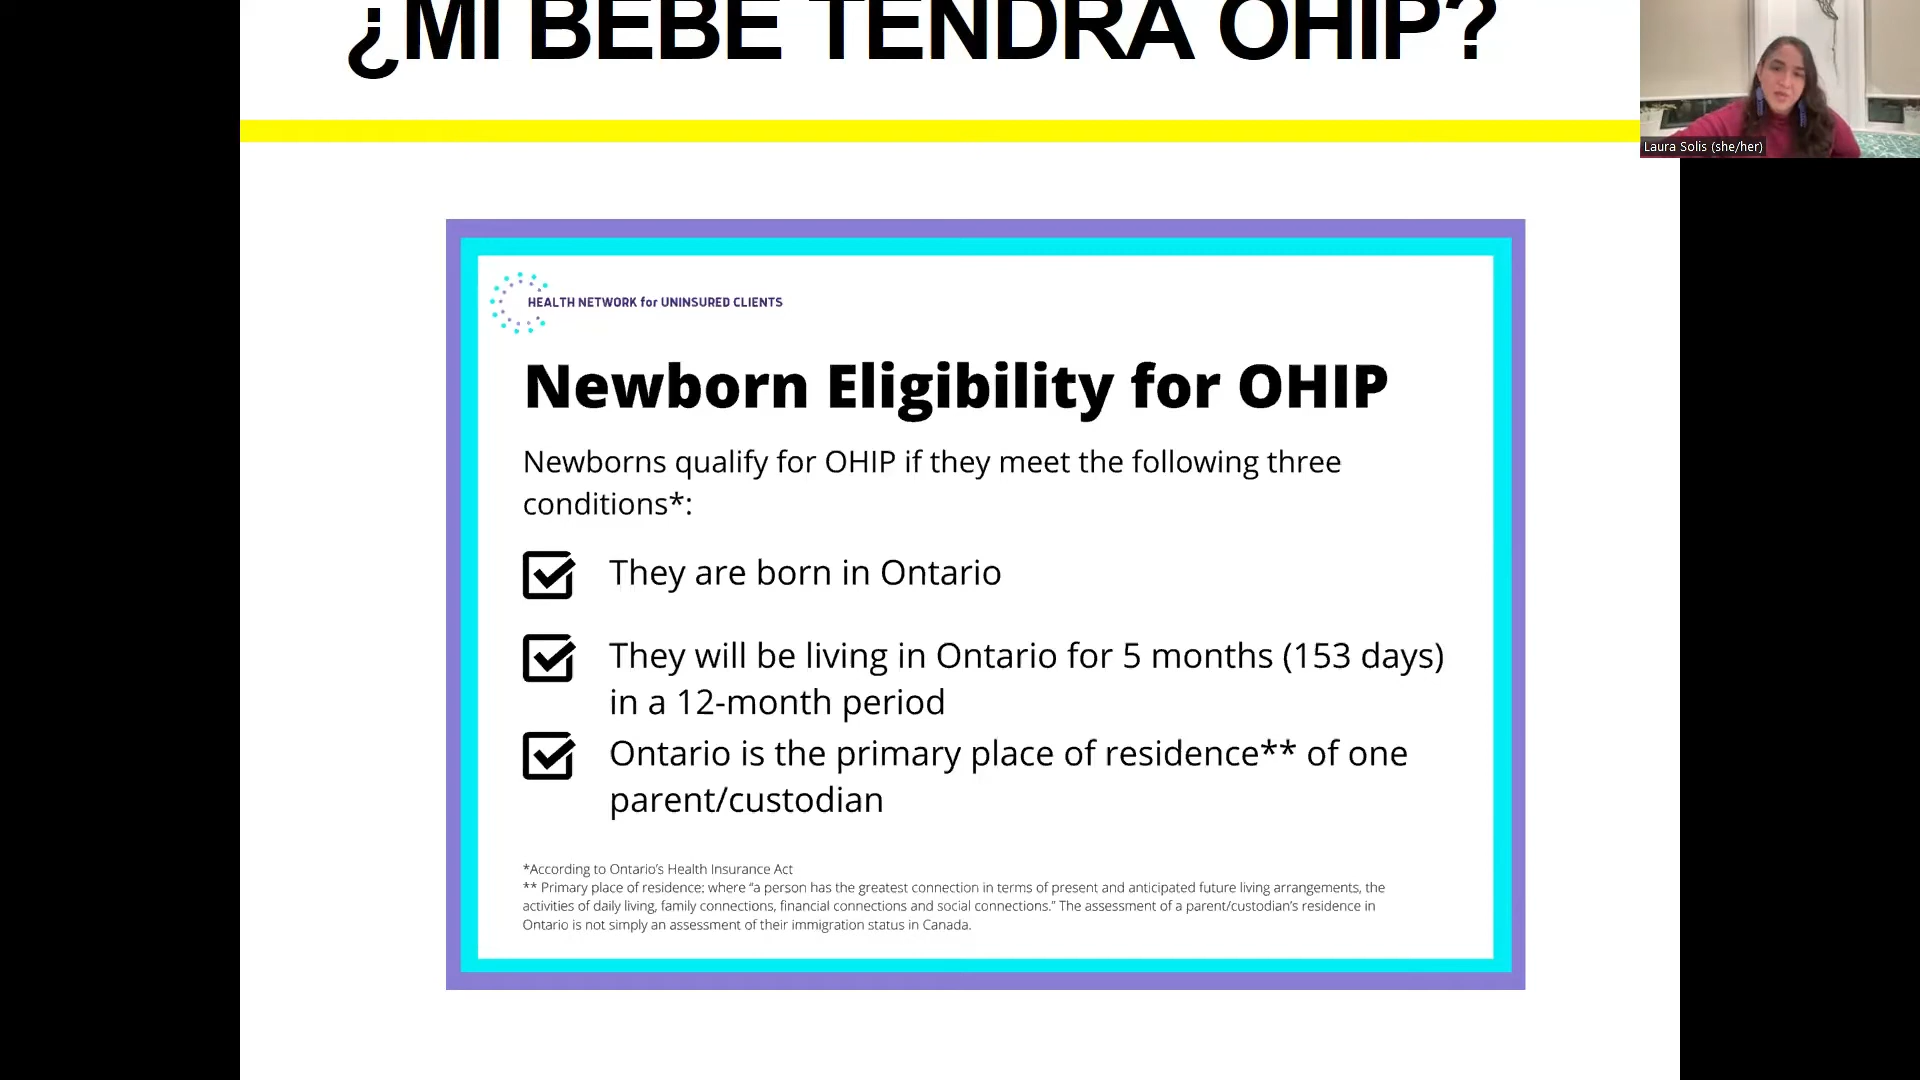 ¿MI BEBE TENDRA OHIP?
Laura Solis (she/her)
HEALTH NETWORK for UNINSURED CLIENTS
Newborn Eligibility for OHIP
Newborns qualify for OHIP if they meet the following three
conditions*:
They are born in Ontario
They will be living in Ontario for 5 months (153 days)
in a 12-month period
Ontario is the primary place of residence** of one
parent/custodian
*According to Ontario's Health Insurance Act
** Primary place of residence: where “a person has the greatest connection in terms of present and anticipated future living arrangements, the
activities of daily living, family connections, financial connections and social connections.” The assessment of a parent/custodian's residence in
Ontario is not simply an assessment of their immigration status in Canada.